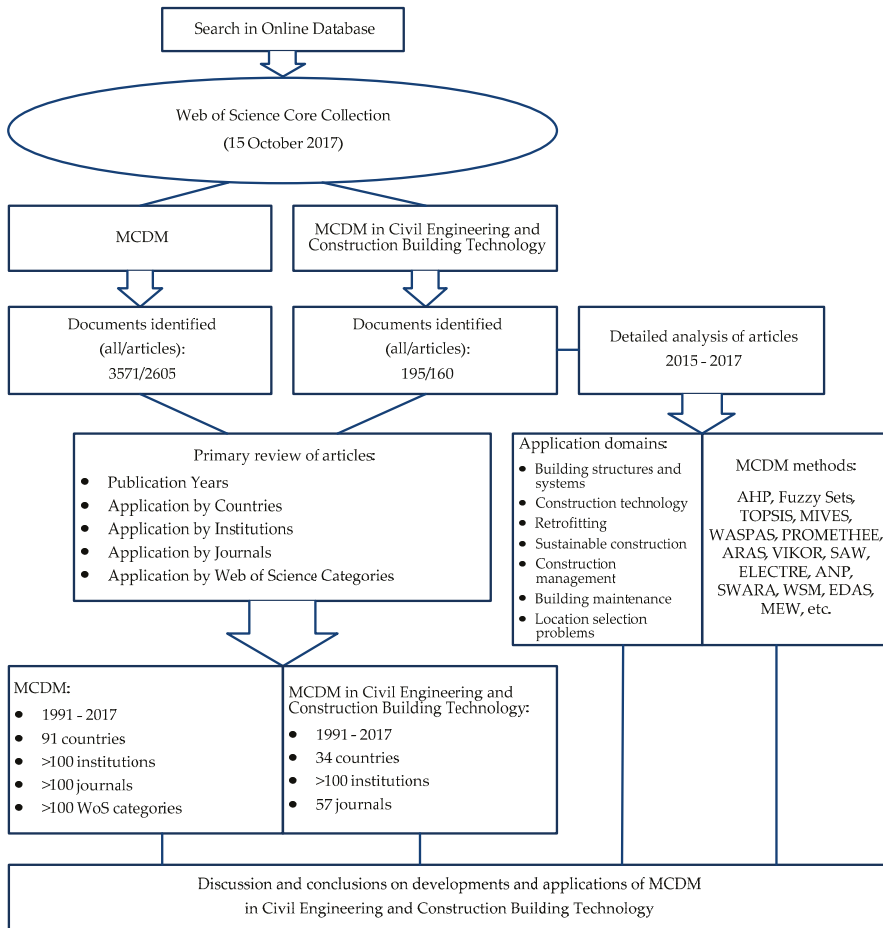 Search in Online Database
Web of Science Core Collection
(15 October 2017)
MCDM
MCDM in Civil Engineering and
Construction Building Technology
Documents identified
(all/articles):
3571/2605
Documents identified
(all/articles):
195/160
Detailed analysis of articles
2015 - 2017
Primary review of articles:
• Publication Years
• Application by Countries
• Application by Institutions
• Application by Journals
• Application by Web of Science Categories
Application domains:
• Building structures and
systems
• Construction technology
• Retrofitting
• Sustainable construction
• Construction
management
• Building maintenance
• Location selection
problems
MCDM methods:
AHP, Fuzzy Sets,
TOPSIS, MIVES,
WASPAS, PROMETHEE,
ARAS, VIKOR, SAW,
ELECTRE, ANP,
SWARA, WSM, EDAS,
MEW, etc.
MCDM:
• 1991 - 2017
• 91 countries
• >100 institutions
• >100 journals
• >100 WoS categories
MCDM in Civil Engineering and
Construction Building Technology:
• 1991 - 2017
• 34 countries
• >100 institutions
• 57 journals
Discussion and conclusions on developments and applications of MCDM
in Civil Engineering and Construction Building Technology